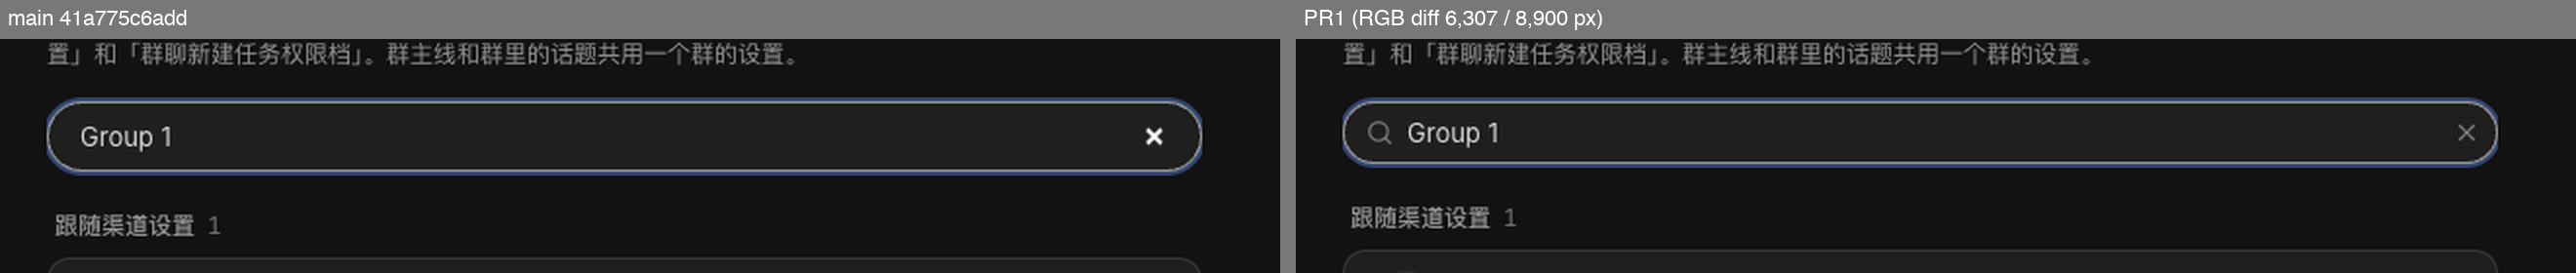 main 41a775c6add
置」和「群聊新建任务权限档」。群主线和群里的话题共用一个群的设置。
Group 1
跟随渠道设置 1
PR1 (RGB diff 6,307 / 8,900 px)
置」和「群聊新建任务权限档」。群主线和群里的话题共用一个群的设置。
Group 1
跟随渠道设置 1